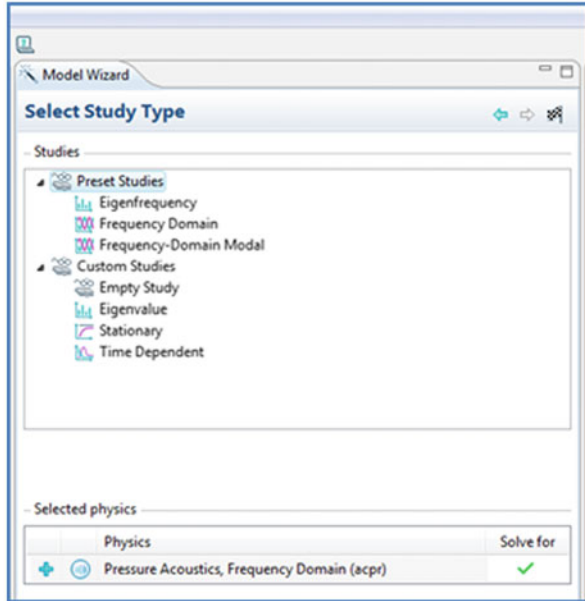 Model Wizard
Select Study Type
Studies
Preset Studies
Eigenfrequency
Frequency Domain
Frequency-Domain Modal
Custom Studies
Empty Study
Eigenvalue
Stationary
Time Dependent
Selected physics
Physics Solve for
Pressure Acoustics, Frequency Domain (acpr)